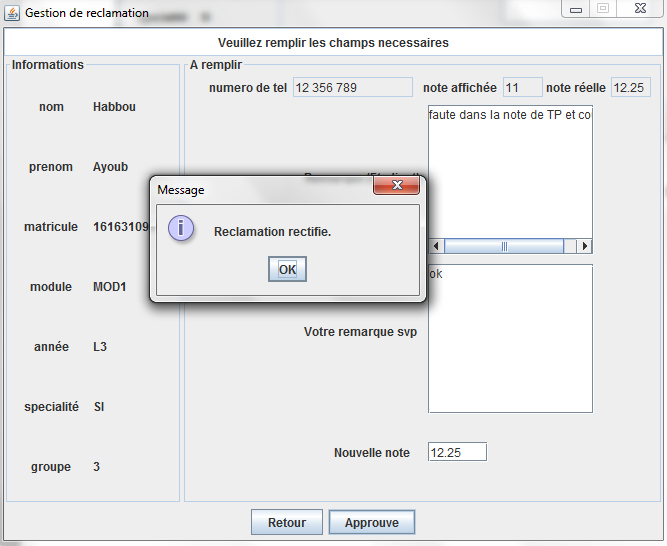 Gestion de reclamation
Veuillez remplir les champs necessaires
Informations
A remplir
numero de tel 12 356 789 note affichée 11 note réelle 12.25
nom Habbou
faute dans la note de TP et co
prenom Ayoub
Message
matricule 16163109
Reclamation rectifie.
OK
module MOD1
ok
Votre remarque svp
année L3
specialité SI
Nouvelle note 12.25
groupe 3
Retour Approuve